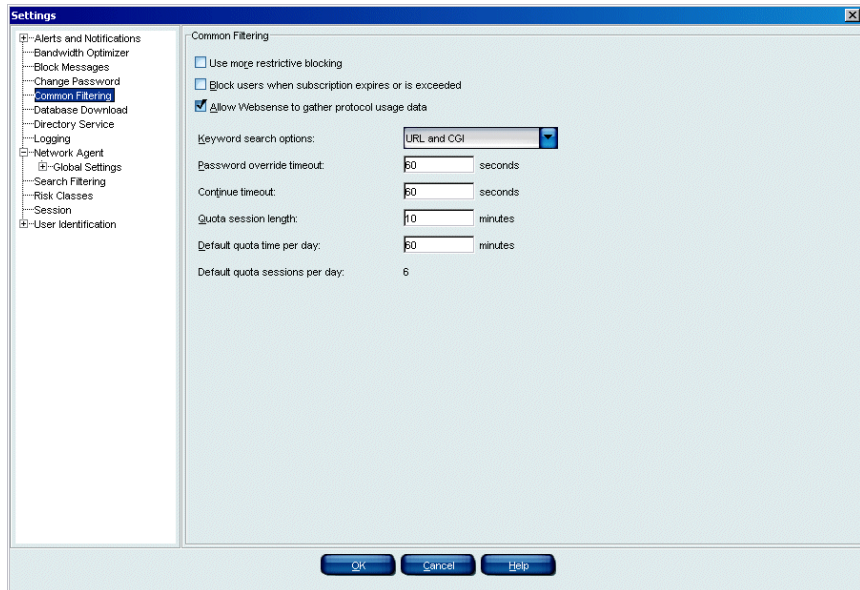 Settings
Alerts and Notifications
Bandwidth Optimizer
Block Messages
Change Password
Common Filtering
Database Download
Directory Service
Logging
Network Agent
Global Settings
Search Filtering
Risk Classes
Session
User Identification
Common Filtering
Use more restrictive blocking
Block users when subscription expires or is exceeded
Allow Websense to gather protocol usage data
Keyword search options: URL and CGI
Password override timeout: 60 seconds
Continue timeout: 60 seconds
Quota session length: 10 minutes
Default quota time per day: 60 minutes
Default quota sessions per day: 6
OK Cancel Help